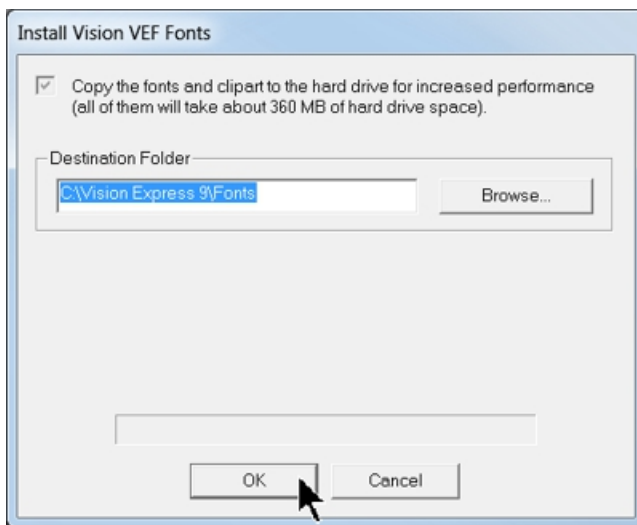 Install Vision VEF Fonts
Copy the fonts and clipart to the hard drive for increased performance
(all of them will take about 360 MB of hard drive space).
Destination Folder
C:\Vision Express 9\Fonts
Browse...
OK
Cancel